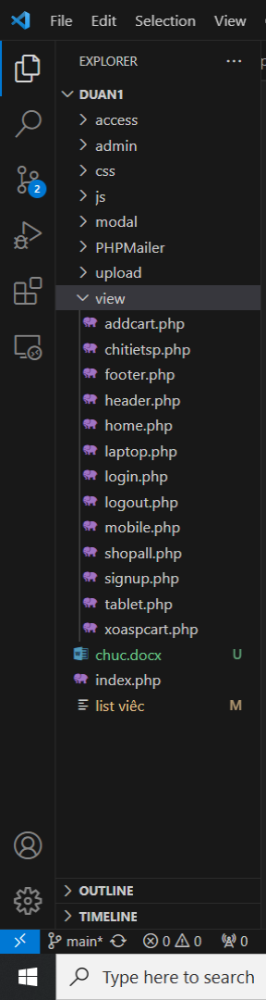 File Edit Selection View
EXPLORER ...
DUAN1
access
admin
css
js
modal
PHPMailer
upload
view
addcart.php
chitietsp.php
footer.php
header.php
home.php
laptop.php
login.php
logout.php
mobile.php
shopall.php
signup.php
tablet.php
xoaspcart.php
chuc.docx U
index.php
list viêc M
2
OUTLINE
TIMELINE
main* 0 0 0
Type here to search